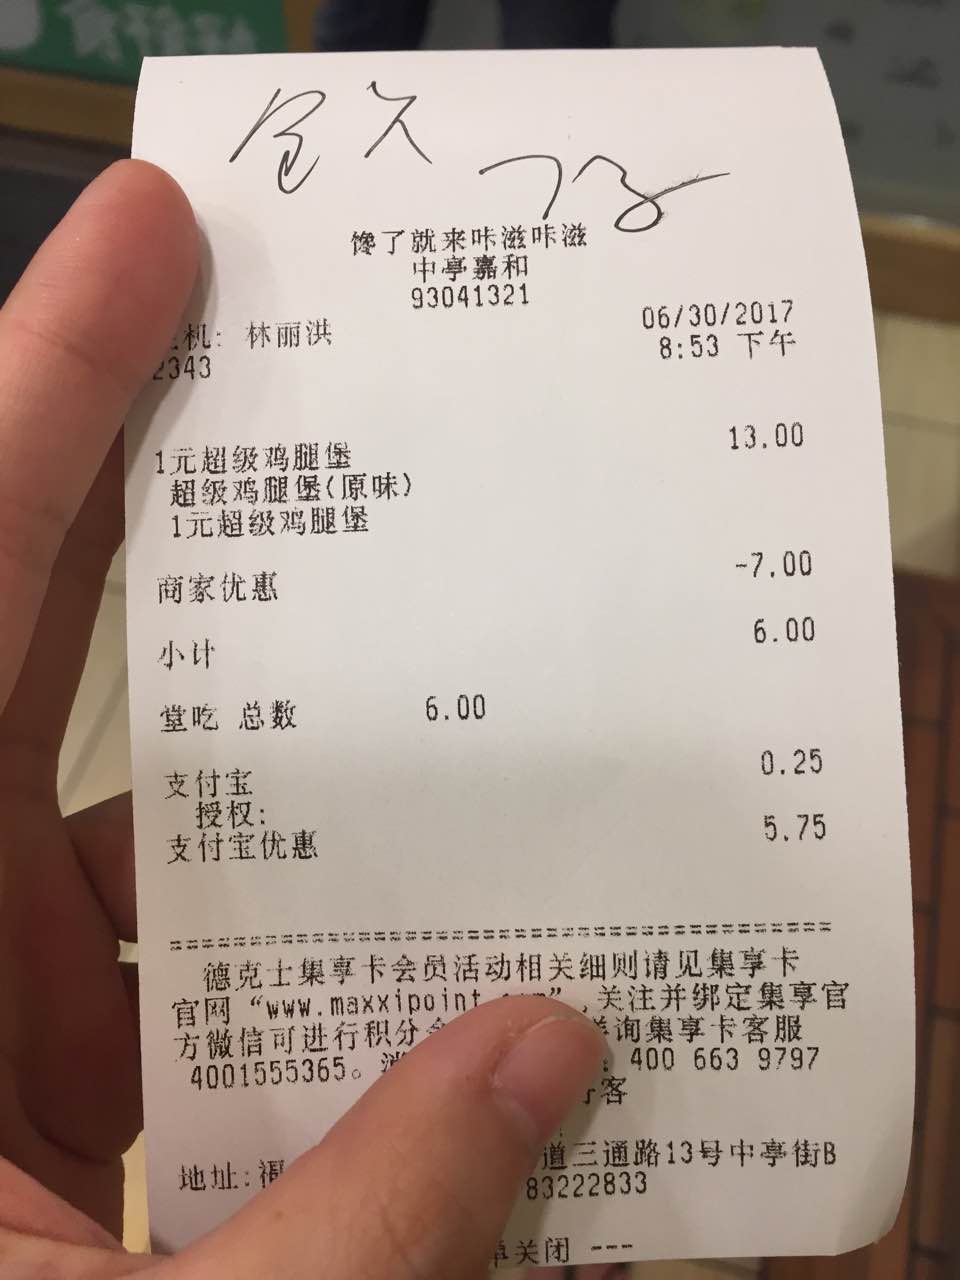 馋了就来咔滋咔滋
中亭嘉和
93041321
机: 林丽洪 06/30/2017
2343 8:53 下午
1元超级鸡腿堡 13.00
超级鸡腿堡(原味)
1元超级鸡腿堡
商家优惠 -7.00
小计 6.00
堂吃 总数 6.00
支付宝 0.25
授权:
支付宝优惠 5.75
德克士集享卡会员活动相关细则请见集享卡
官网“www.maxxipoint.com”,关注并绑定集享官
方微信可进行积分 询集享卡客服
4001555365。 400 663 9797
客
地址:福 道三通路13号中亭街B
83222833
单关闭 ---